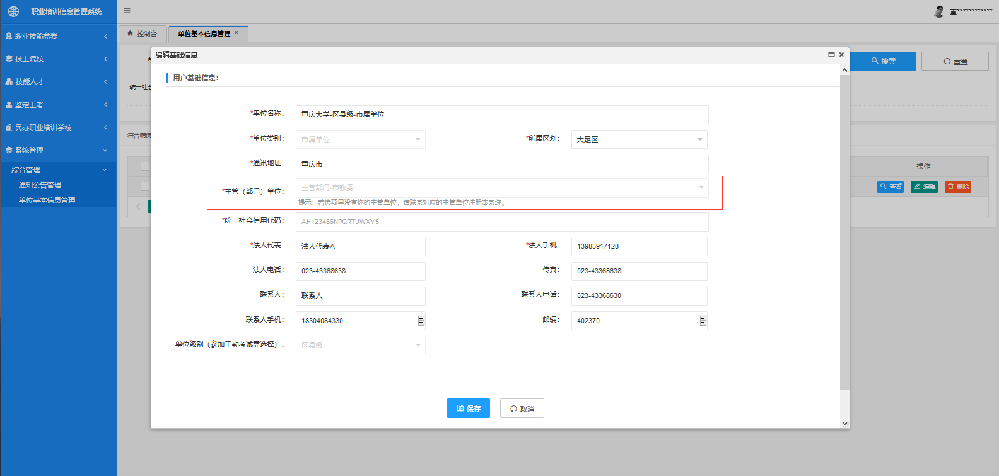 职业培训信息管理系统
职业技能竞赛
技工院校
技能人才
鉴定工考
民办职业培训学校
系统管理
综合管理
通知公告管理
单位基本信息管理
************
控制台
单位基本信息管理
搜索
重置
统一社会
符合筛选
操作
查看
编辑
删除
编辑基础信息
用户基础信息：
*单位名称：
重庆大学-区县级-市属单位
*单位类别：
市属单位
*所属区划：
大足区
*通讯地址：
重庆市
*主管（部门）单位：
主管部门-市教委
提示：若选项里没有你的主管单位，请联系对应的主管单位注册本系统。
*统一社会信用代码：
AH123456NPQRTUWXY5
*法人代表：
法人代表A
*法人手机：
13983917128
法人电话：
023-43368638
传真：
023-43368638
联系人：
联系人
联系人电话：
023-43368630
联系人手机：
18304084330
邮编：
402370
单位级别（参加工勤考试需选择）：
区县级
保存
取消